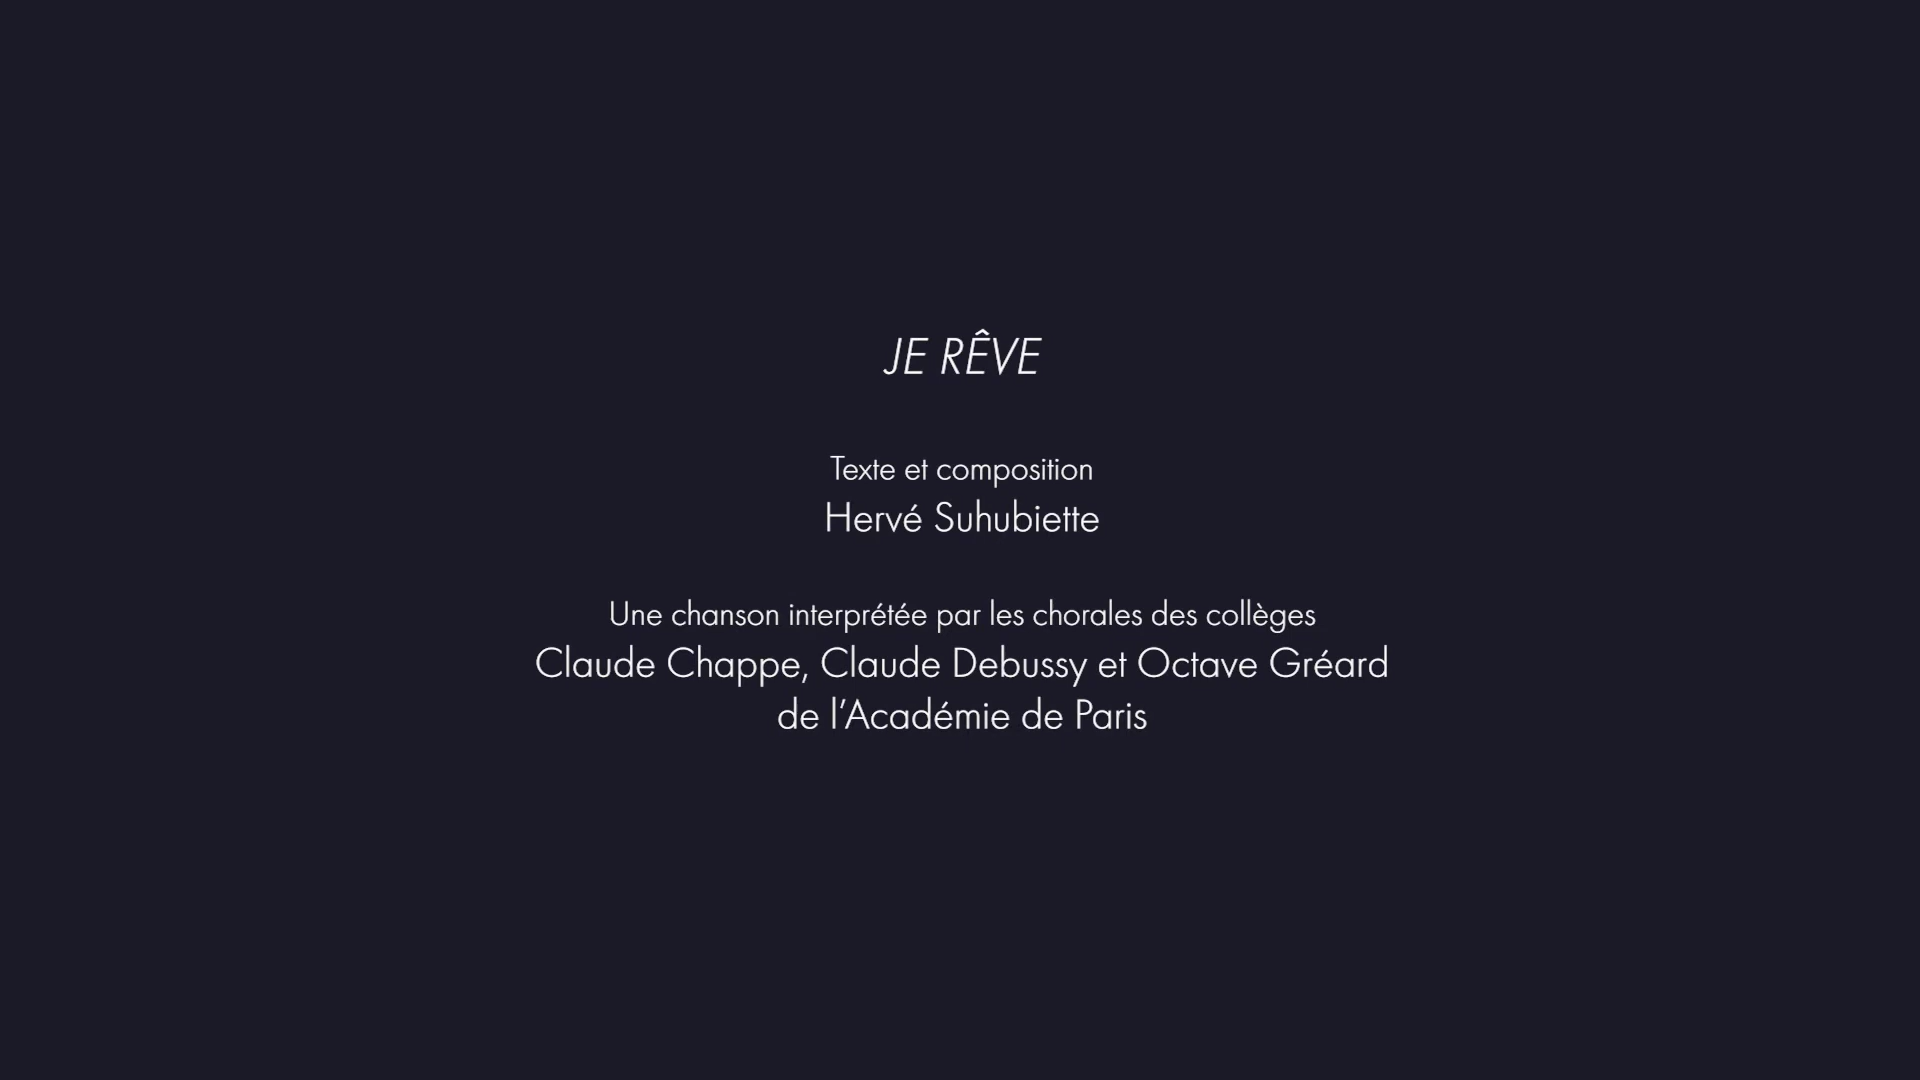 JE RÊVE
Texte et composition
Hervé Suhubiette
Une chanson interprétée par les chorales des collèges
Claude Chappe, Claude Debussy et Octave Gréard
de l’Académie de Paris